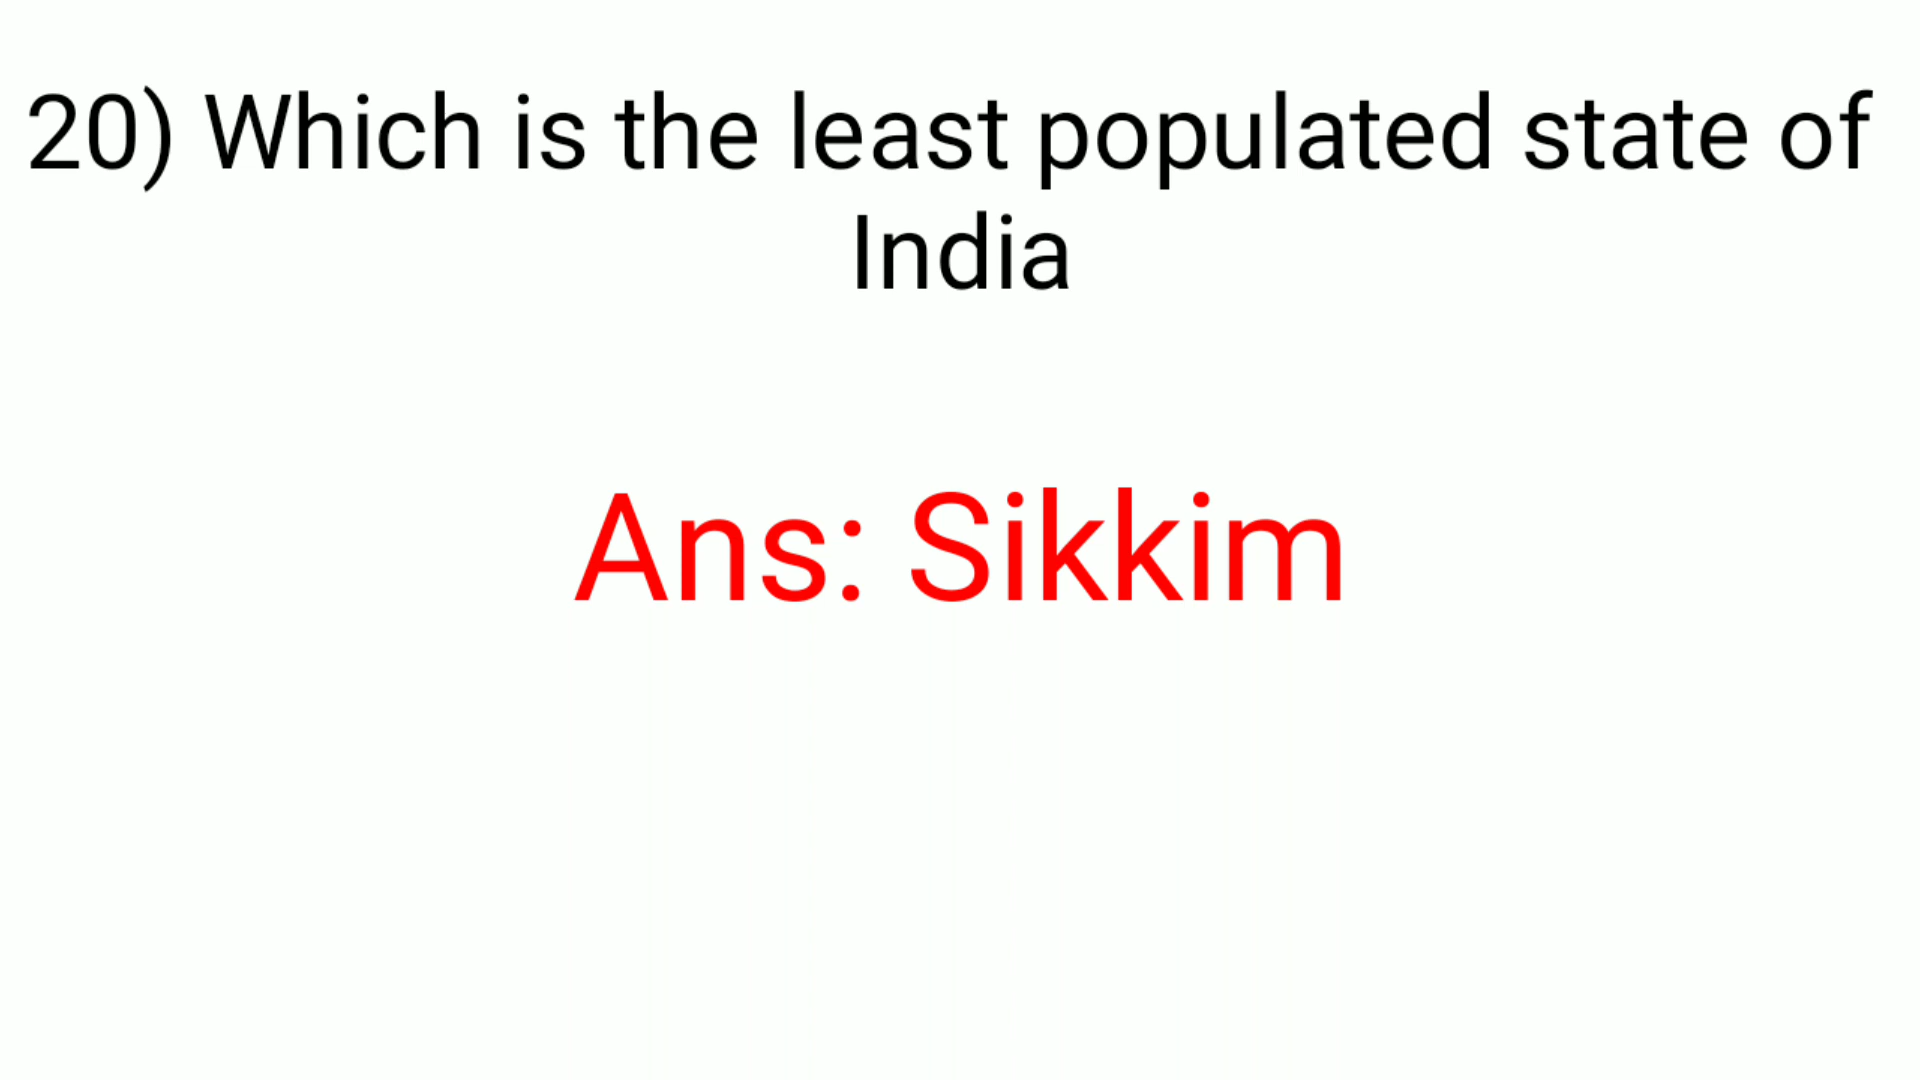 20) Which is the least populated state of
India
Ans: Sikkim